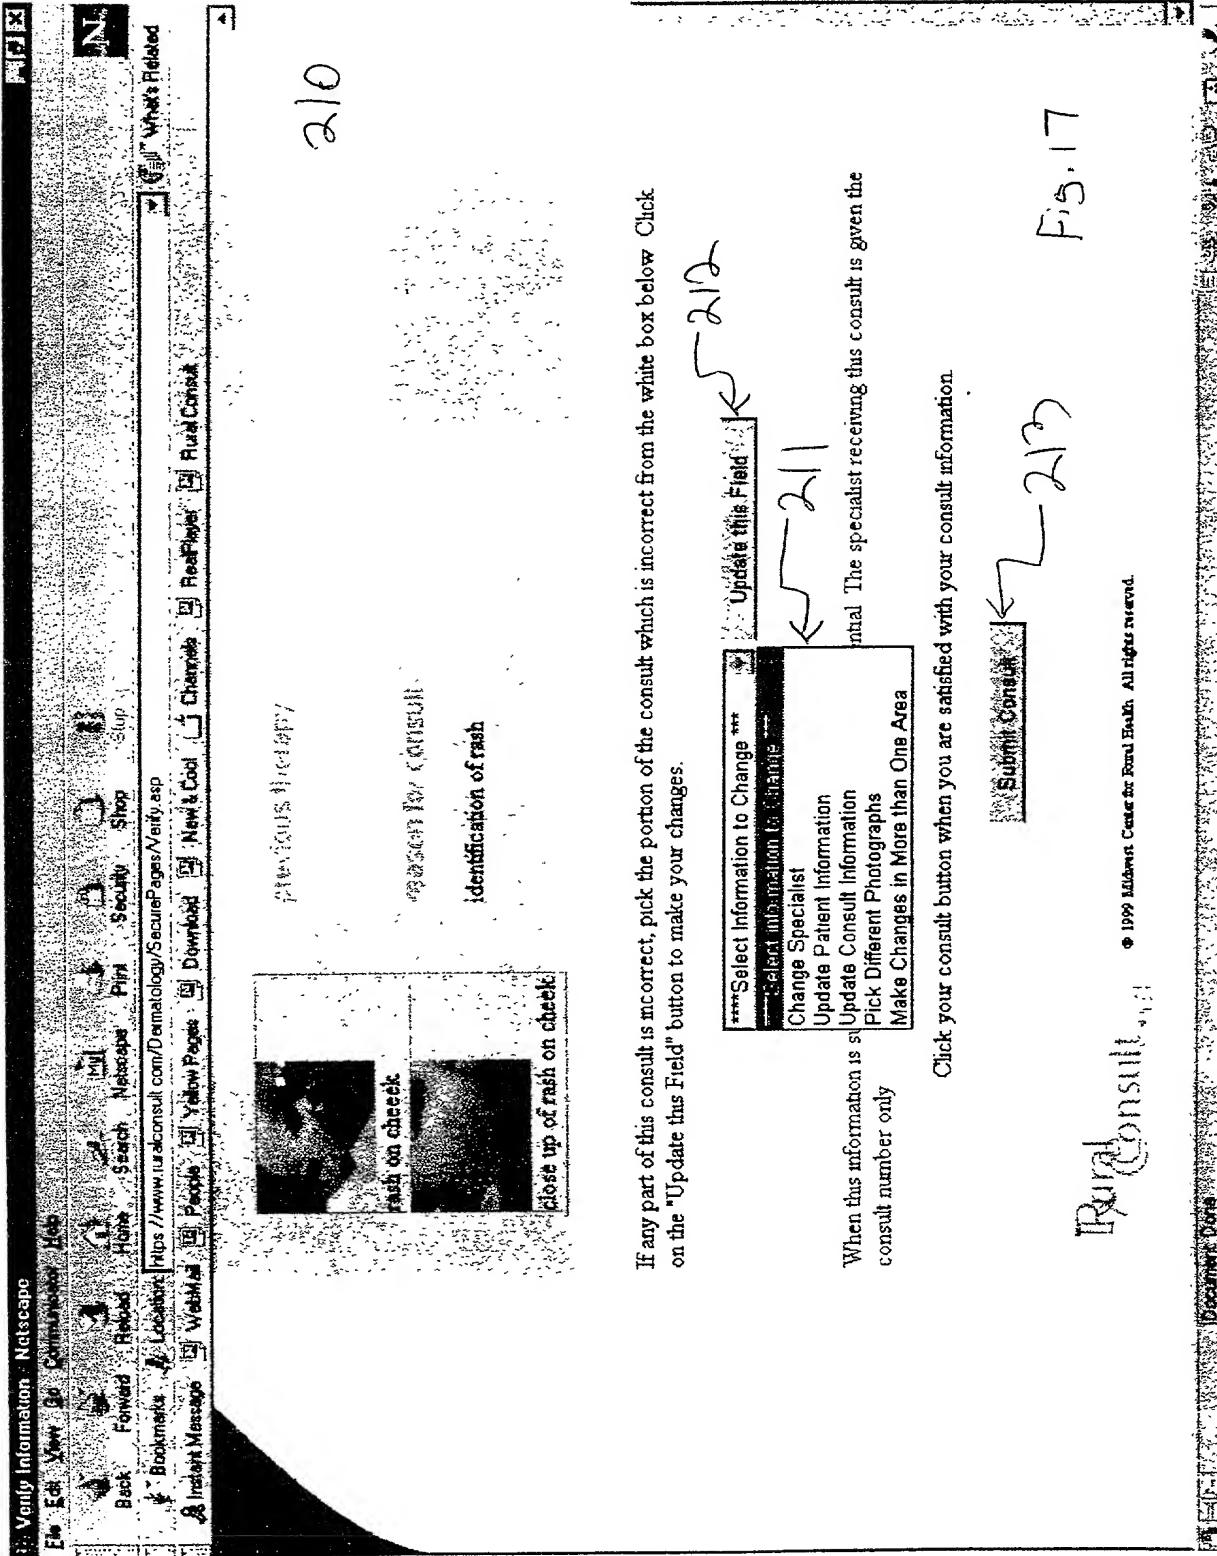 Verify Information - Netscape
File Edit View Go Communicator Help
Back Forward Reload Home Search Netscape Print Security Shop Stop
Bookmarks Location: https://www.ruralconsult.com/Dermatology/SecurePages/Verify.asp What's Related
Instant Message WebMail People Yellow Pages Download New & Cool Channels RealPlayer Rural Consult
210
previous therapy
rash on cheeek
reason for consult
identification of rash
close up of rash on cheek
If any part of this consult is incorrect, pick the portion of the consult which is incorrect from the white box below Click
on the "Update this Field" button to make your changes.
212
****Select Information to Change ***
Update this Field
211
Change Specialist
Update Patient Information
Update Consult Information
Pick Different Photographs
Make Changes in More than One Area
When this information is su
ntial The specialist receiving this consult is given the
consult number only
Click your consult button when you are satisfied with your consult information
Submit Consult
213
Rural Consult
© 1999 Midwest Center for Rural Health All rights reserved.
Fig. 17
Document: Done